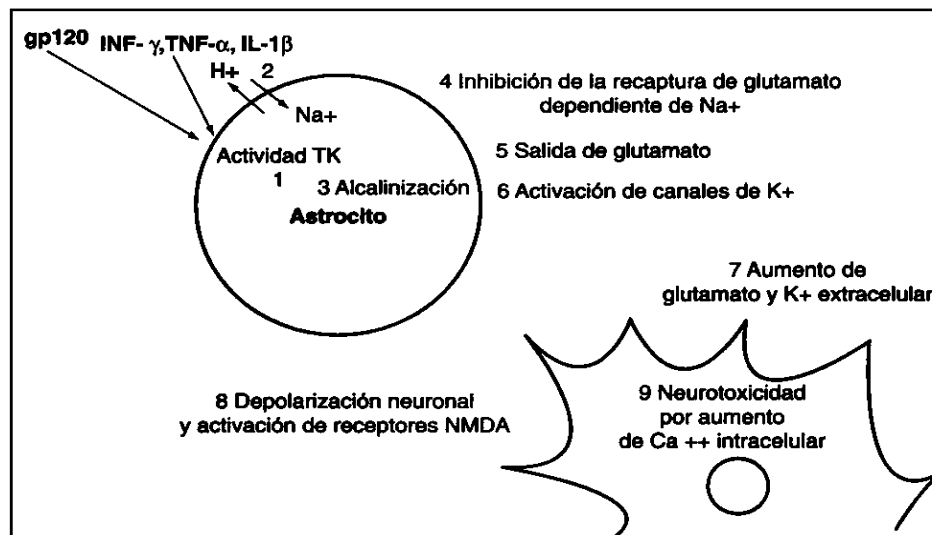 gp120 INF- γ,TNF-α, IL-1β
H+ 2
Na+
Actividad TK
1
3 Alcalinización
Astrocito
4 Inhibición de la recaptura de glutamato
dependiente de Na+
5 Salida de glutamato
6 Activación de canales de K+
7 Aumento de
glutamato y K+ extracelular
8 Depolarización neuronal
y activación de receptores NMDA
9 Neurotoxicidad
por aumento
de Ca ++ intracelular